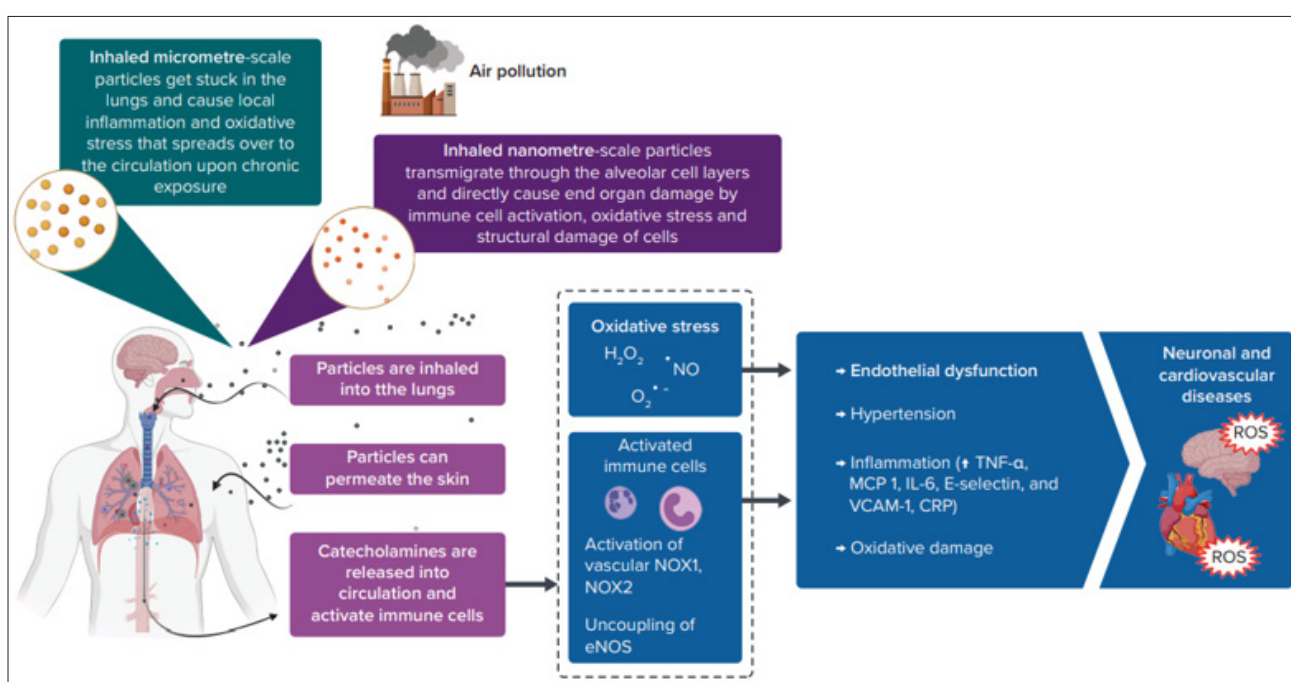 Inhaled micrometre-scale
particles get stuck in the
lungs and cause local
inflammation and oxidative
stress that spreads over to
the circulation upon chronic
exposure
Air pollution
Inhaled nanometre-scale particles
transmigrate through the alveolar cell layers
and directly cause end organ damage by
immune cell activation, oxidative stress and
structural damage of cells
Particles are inhaled
into tthe lungs
Particles can
permeate the skin
Catecholamines are
released into
circulation and
activate immune cells
Oxidative stress
H₂O₂
•NO
O₂•⁻
Activated
immune cells
Activation of
vascular NOX1,
NOX2
Uncoupling of
eNOS
→ Endothelial dysfunction
→ Hypertension
→ Inflammation (↑ TNF-α,
MCP 1, IL-6, E-selectin, and
VCAM-1, CRP)
→ Oxidative damage
Neuronal and
cardiovascular
diseases
ROS
ROS